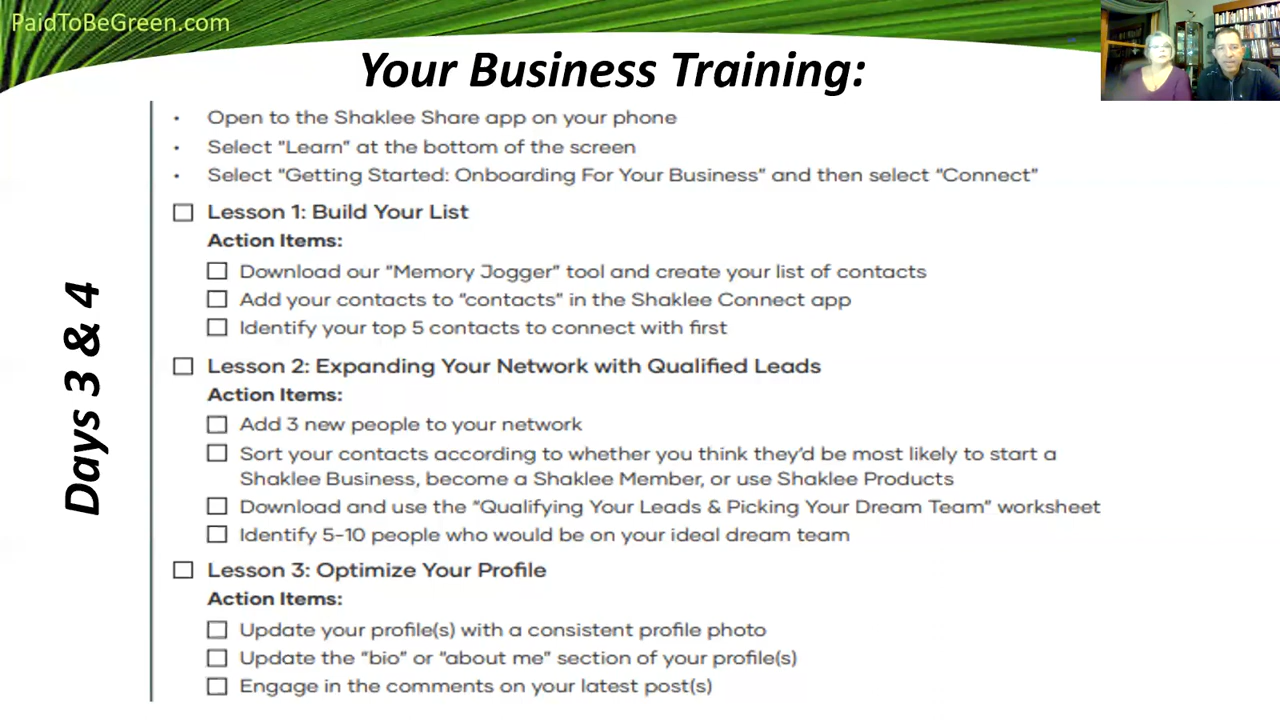 PaidToBeGreen.com
Your Business Training:
Days 3 & 4
· Open to the Shaklee Share app on your phone
· Select “Learn” at the bottom of the screen
· Select “Getting Started: Onboarding For Your Business” and then select “Connect”
Lesson 1: Build Your List
Action Items:
Download our “Memory Jogger” tool and create your list of contacts
Add your contacts to “contacts” in the Shaklee Connect app
Identify your top 5 contacts to connect with first
Lesson 2: Expanding Your Network with Qualified Leads
Action Items:
Add 3 new people to your network
Sort your contacts according to whether you think they’d be most likely to start a
Shaklee Business, become a Shaklee Member, or use Shaklee Products
Download and use the “Qualifying Your Leads & Picking Your Dream Team” worksheet
Identify 5-10 people who would be on your ideal dream team
Lesson 3: Optimize Your Profile
Action Items:
Update your profile(s) with a consistent profile photo
Update the “bio” or “about me” section of your profile(s)
Engage in the comments on your latest post(s)